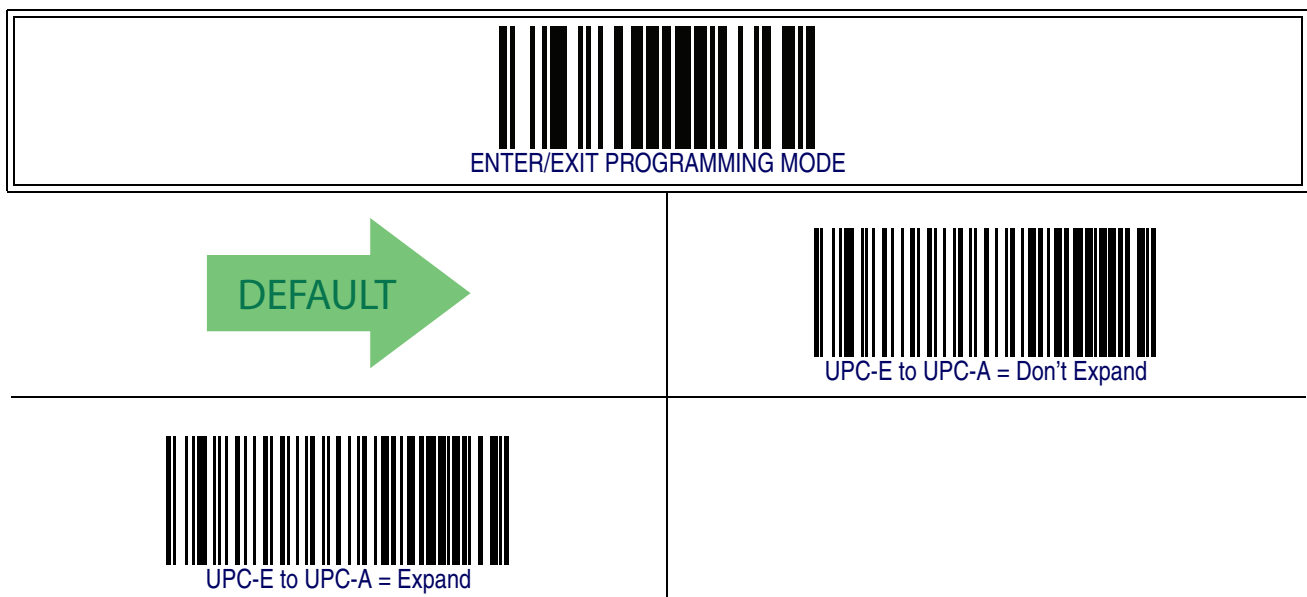 ENTER/EXIT PROGRAMMING MODE
DEFAULT
UPC-E to UPC-A = Don't Expand
UPC-E to UPC-A = Expand